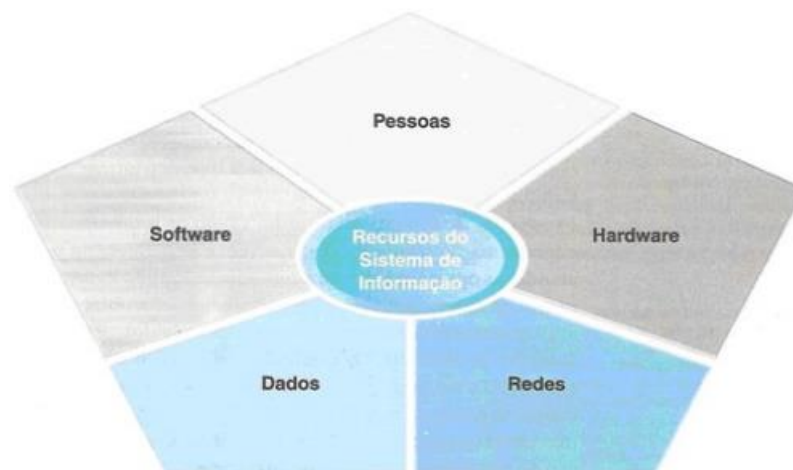 Pessoas
Software
Recursos do
Sistema de
Informação
Hardware
Dados
Redes